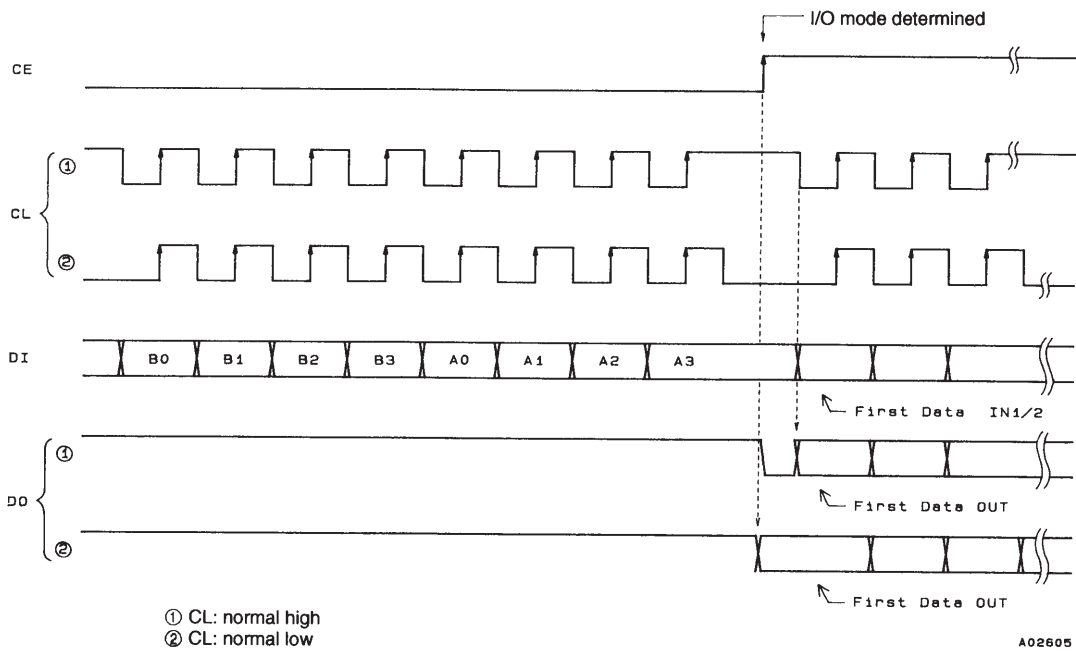 I/O mode determined
CE
CL
①
②
DI
B0 B1 B2 B3 A0 A1 A2 A3
First Data IN1/2
DO
①
First Data OUT
②
First Data OUT
① CL: normal high
② CL: normal low
A02605